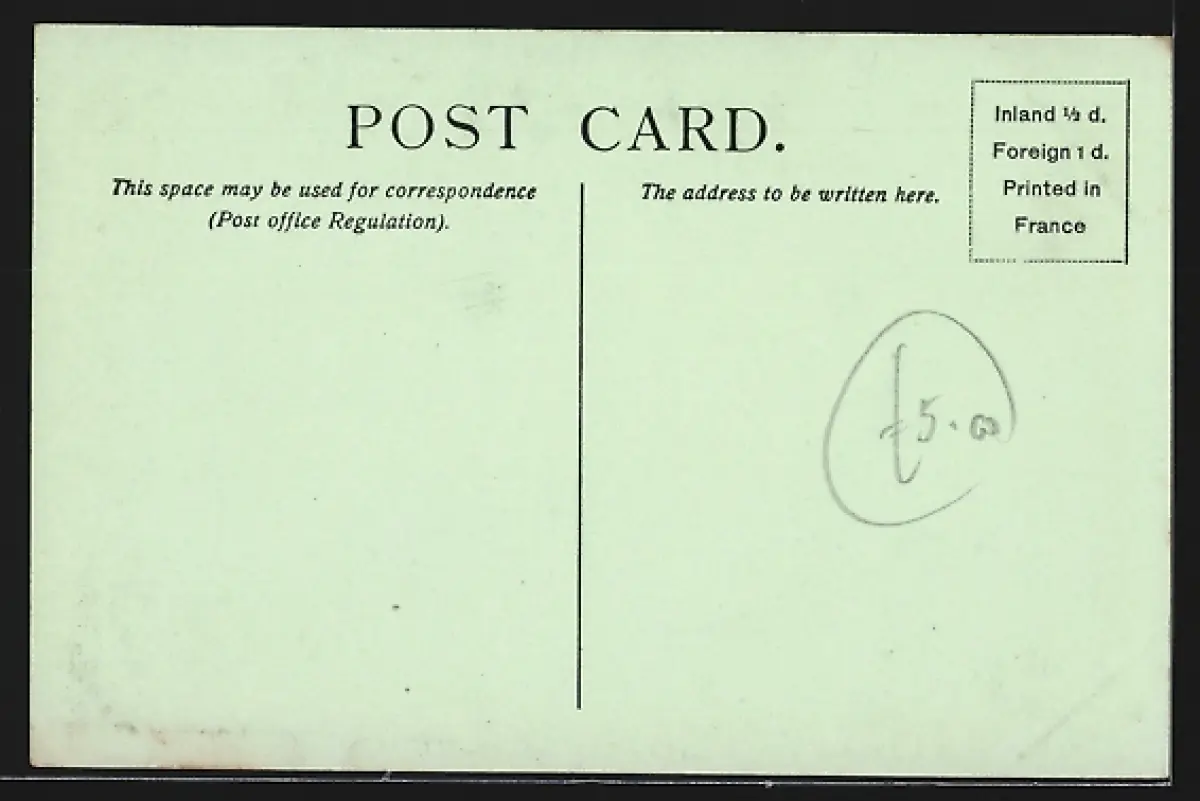 POST CARD.
This space may be used for correspondence
(Post office Regulation).
The address to be written here.
Inland ½ d.
Foreign 1 d.
Printed in
France
£5.00